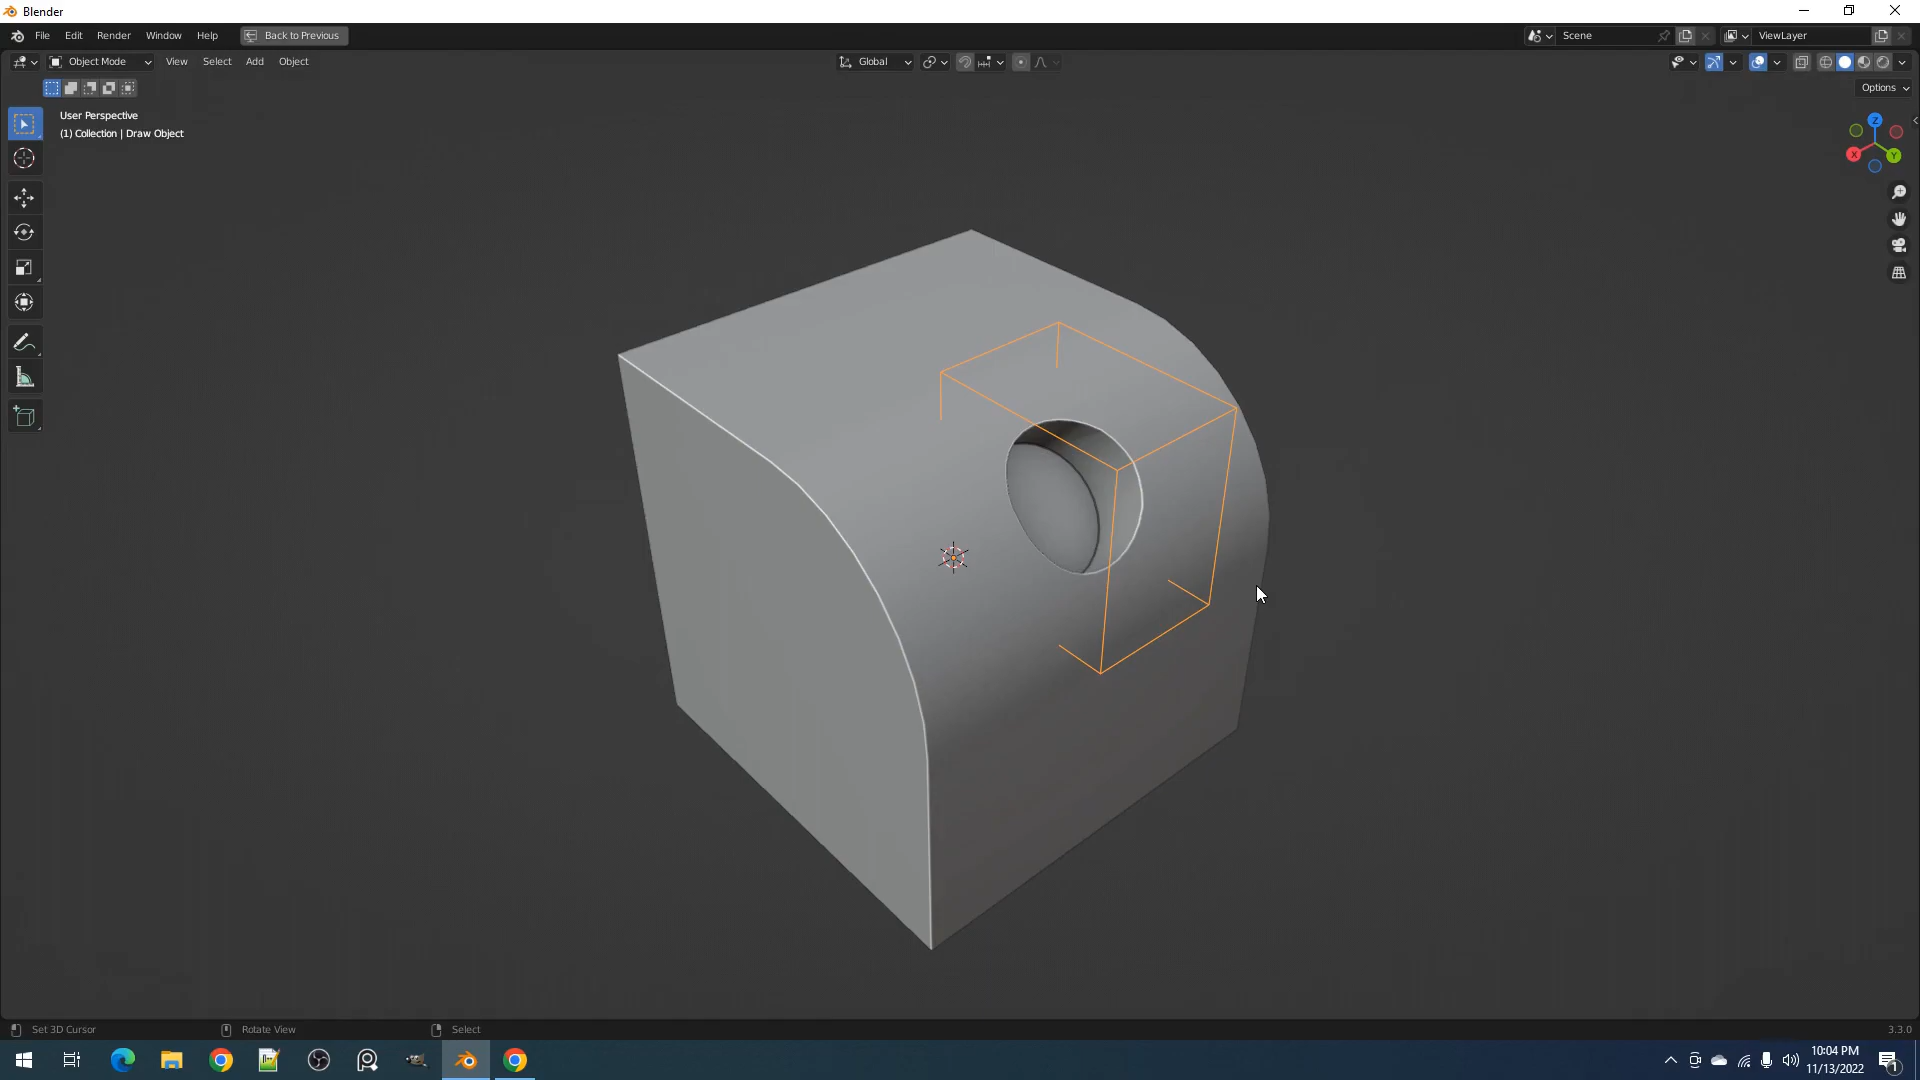 Blender
File Edit Render Window Help Back to Previous Scene ViewLayer
Object Mode View Select Add Object Global
Options
User Perspective
(1) Collection | Draw Object
Z
X Y
Set 3D Cursor Rotate View Select 3.3.0
10:04 PM
11/13/2022
1